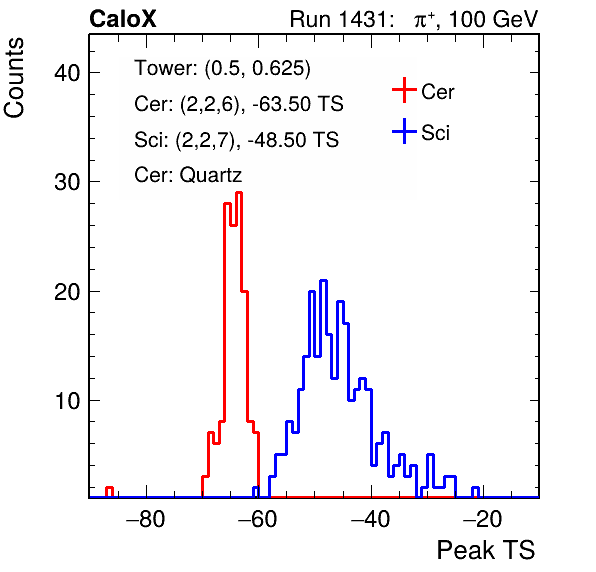 CaloX Run 1431: π⁺, 100 GeV
Counts
Tower: (0.5, 0.625)
Cer: (2,2,6), -63.50 TS
Sci: (2,2,7), -48.50 TS
Cer: Quartz
Cer
Sci
40
30
20
10
−80 −60 −40 −20
Peak TS